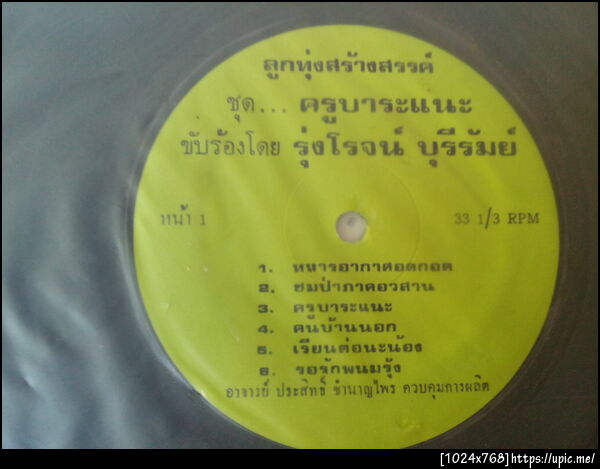 ลูกทุ่งสร้างสรรค์
ชุด... ครูบาระแนะ
ขับร้องโดย รุ่งโรจน์ บุรีรัมย์
หน้า 1
33 1/3 RPM
1. ทหารอากาศอดกอด
2. ชมป่าภาคอวสาน
3. ครูบาระแนะ
4. คนบ้านนอก
5. เรียนต่อนะน้อง
6. รอรักพนมรุ้ง
อาจารย์ ประสิทธิ์ ชำนาญไพร ควบคุมการผลิต
[1024x768]https://upic.me/